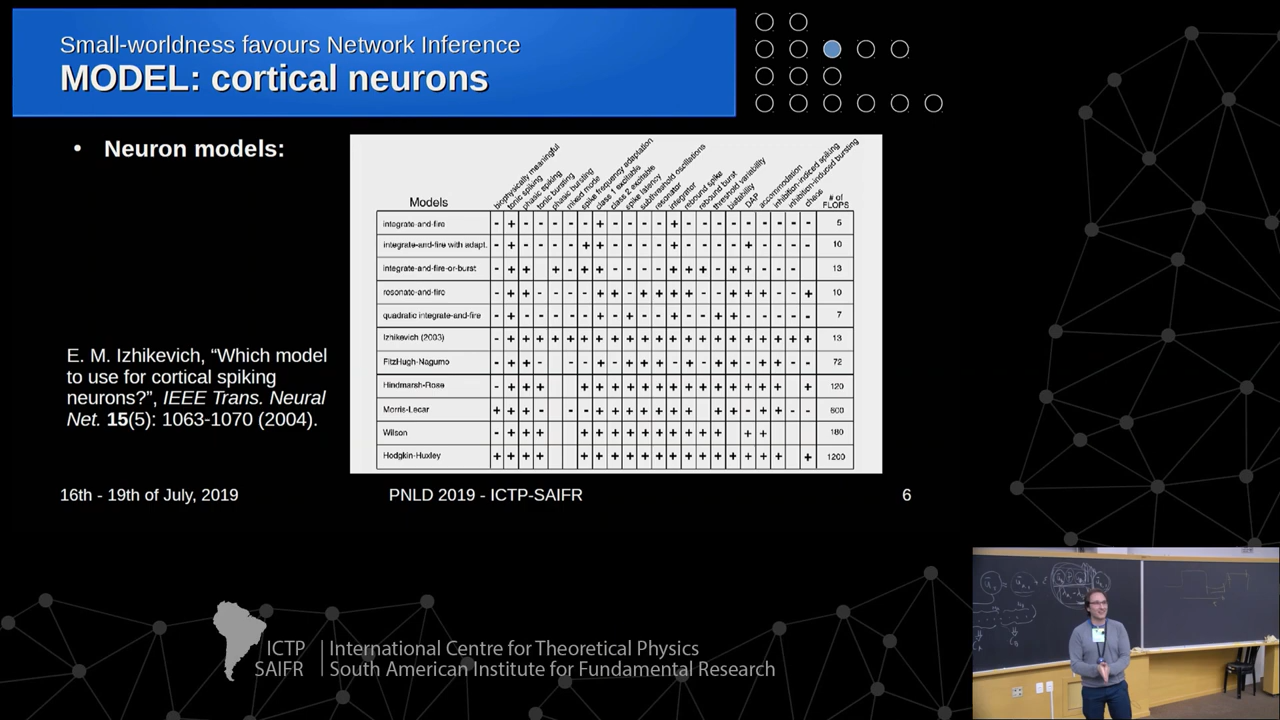 Small-worldness favours Network Inference
MODEL: cortical neurons
• Neuron models:
E. M. Izhikevich, “Which model
to use for cortical spiking
neurons?”, IEEE Trans. Neural
Net. 15(5): 1063-1070 (2004).
Models
biophysically meaningful
tonic spiking
phasic spiking
tonic bursting
phasic bursting
mixed mode
spike frequency adaptation
class 1 excitable
class 2 excitable
spike latency
subthreshold oscillations
resonator
integrator
rebound spike
rebound burst
threshold variability
bistability
DAP
accommodation
inhibition-induced spiking
inhibition-induced bursting
chaos
# of
FLOPS
integrate-and-fire 5
integrate-and-fire with adapt. 10
integrate-and-fire-or-burst 13
resonate-and-fire 10
quadratic integrate-and-fire 7
Izhikevich (2003) 13
FitzHugh-Nagumo 72
Hindmarsh-Rose 120
Morris-Lecar 600
Wilson 180
Hodgkin-Huxley 1200
16th - 19th of July, 2019
PNLD 2019 - ICTP-SAIFR
6
ICTP International Centre for Theoretical Physics
SAIFR South American Institute for Fundamental Research